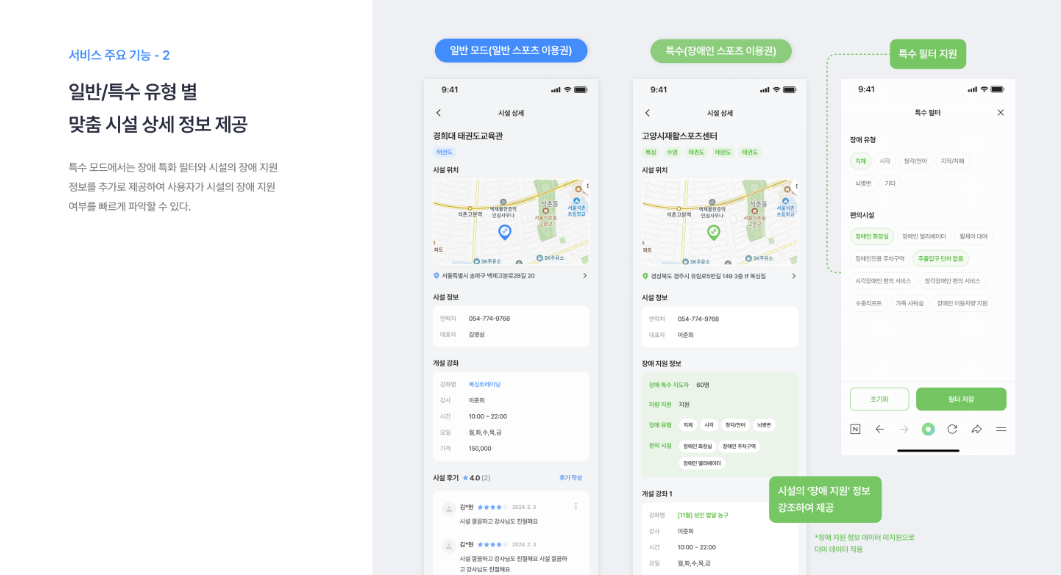 서비스 주요 기능 - 2
일반/특수 유형 별
맞춤 시설 상세 정보 제공
특수 모드에서는 장애 특화 필터와 시설의 장애 지원
정보를 추가로 제공하여 사용자가 시설의 장애 지원
여부를 빠르게 파악할 수 있다.
일반 모드(일반 스포츠 이용권)
9:41
시설 상세
경희대 태권도교육관
태권도
시설 위치
석촌고분역
석촌동
서울특별시 송파구 백제고분로28길 20
시설 정보
연락처 054-774-9768
대표자 김영상
개설 강좌
강좌명 복싱트레이닝
강사 이준희
시간 10:00 ~ 22:00
요일 월,화,수,목,금
가격 150,000
시설 후기 ★ 4.0 (2)
후기 작성
김*현 ★★★★ 2024. 2. 3
시설 깔끔하고 강사님도 친절해요
김*현 ★★★★ 2024. 2. 3
시설 깔끔하고 강사님도 친절해요 시설 깔끔하
고 강사님도 친절해요
특수(장애인 스포츠 이용권)
9:41
시설 상세
고양시재활스포츠센터
복싱 수영 태권도 태권도 태권도
시설 위치
석촌고분역
석촌동
경상북도 경주시 유림로5번길 149 3층 1f 복싱짐
시설 정보
연락처 054-774-9768
대표자 이준희
장애 지원 정보
장애 특수 지도자 60명
차량 지원 지원
장애 유형 지체 시각 청각/언어 뇌병변
편의 시설 장애인 화장실 장애인 주차구역
장애인 엘리베이터
개설 강좌 1
강좌명 [11월] 성인 발달 농구
강사 이준희
시간 10:00 ~ 22:00
요일 월,화,수,목,금
특수 필터 지원
9:41
특수 필터
장애 유형
지체 시각 청각/언어 지적/자폐
뇌병변 기타
편의시설
장애인 화장실 장애인 엘리베이터 휠체어 대여
장애인전용 주차구역 주출입구 단차 없음
시각장애인 편의 서비스 청각장애인 편의 서비스
수중리프트 가족 샤워실 장애인 이동차량 지원
초기화
필터 저장
시설의 ‘장애 지원’ 정보
강조하여 제공
*장애 지원 정보 데이터 미지원으로
더미 데이터 적용